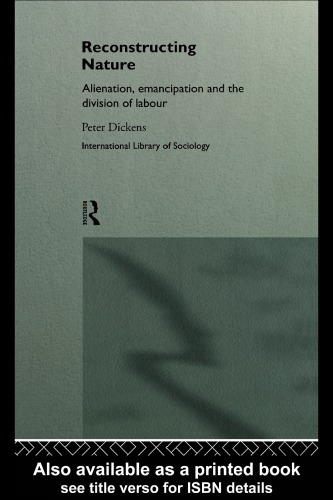 Reconstructing
Nature
Alienation, emancipation and the
division of labour
Peter Dickens
International Library of Sociology
ROUTLEDGE
Also available as a printed book
see title verso for ISBN details